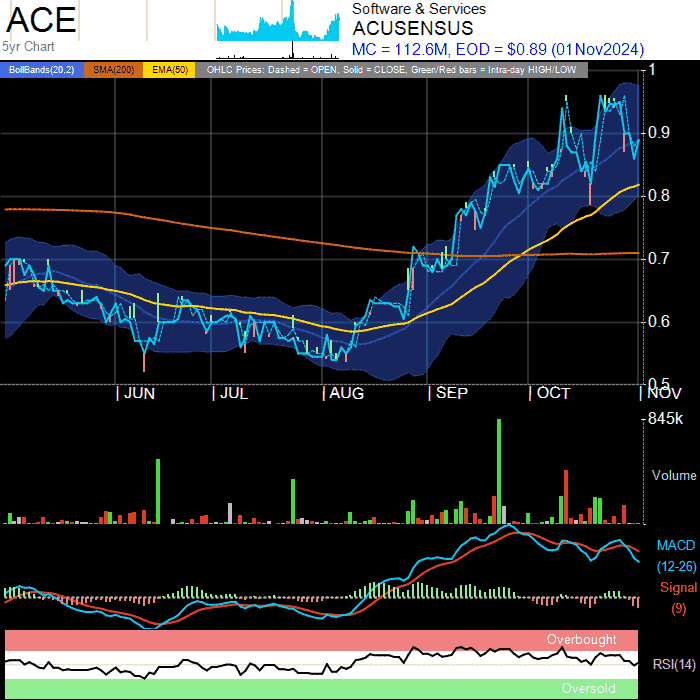 ACE
5yr Chart
Software & Services
ACUSENSUS
MC = 112.6M, EOD = $0.89 (01Nov2024)
BollBands(20,2) SMA(200) EMA(50) OHLC Prices: Dashed = OPEN, Solid = CLOSE, Green/Red bars = Intra-day HIGH/LOW
1
0.9
0.8
0.7
0.6
0.5
JUN JUL AUG SEP OCT NOV
845k
Volume
MACD
(12-26)
Signal
(9)
Overbought
RSI(14)
Oversold